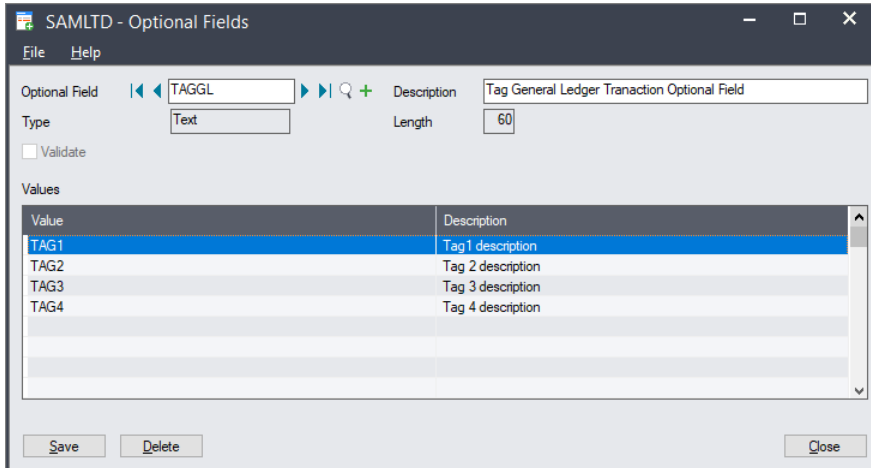 SAMLTD - Optional Fields
File Help
Optional Field TAGGL Description Tag General Ledger Tranaction Optional Field
Type Text Length 60
Validate
Values
Value Description
TAG1 Tag1 description
TAG2 Tag 2 description
TAG3 Tag 3 description
TAG4 Tag 4 description
Save Delete Close